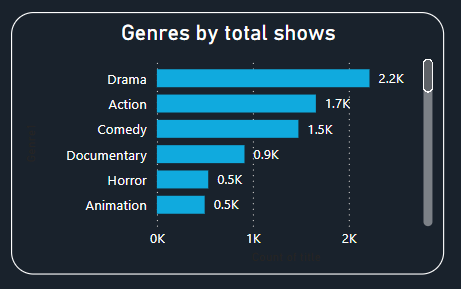 Genres by total shows
Drama 2.2K
Action 1.7K
Comedy 1.5K
Documentary 0.9K
Horror 0.5K
Animation 0.5K
0K 1K 2K